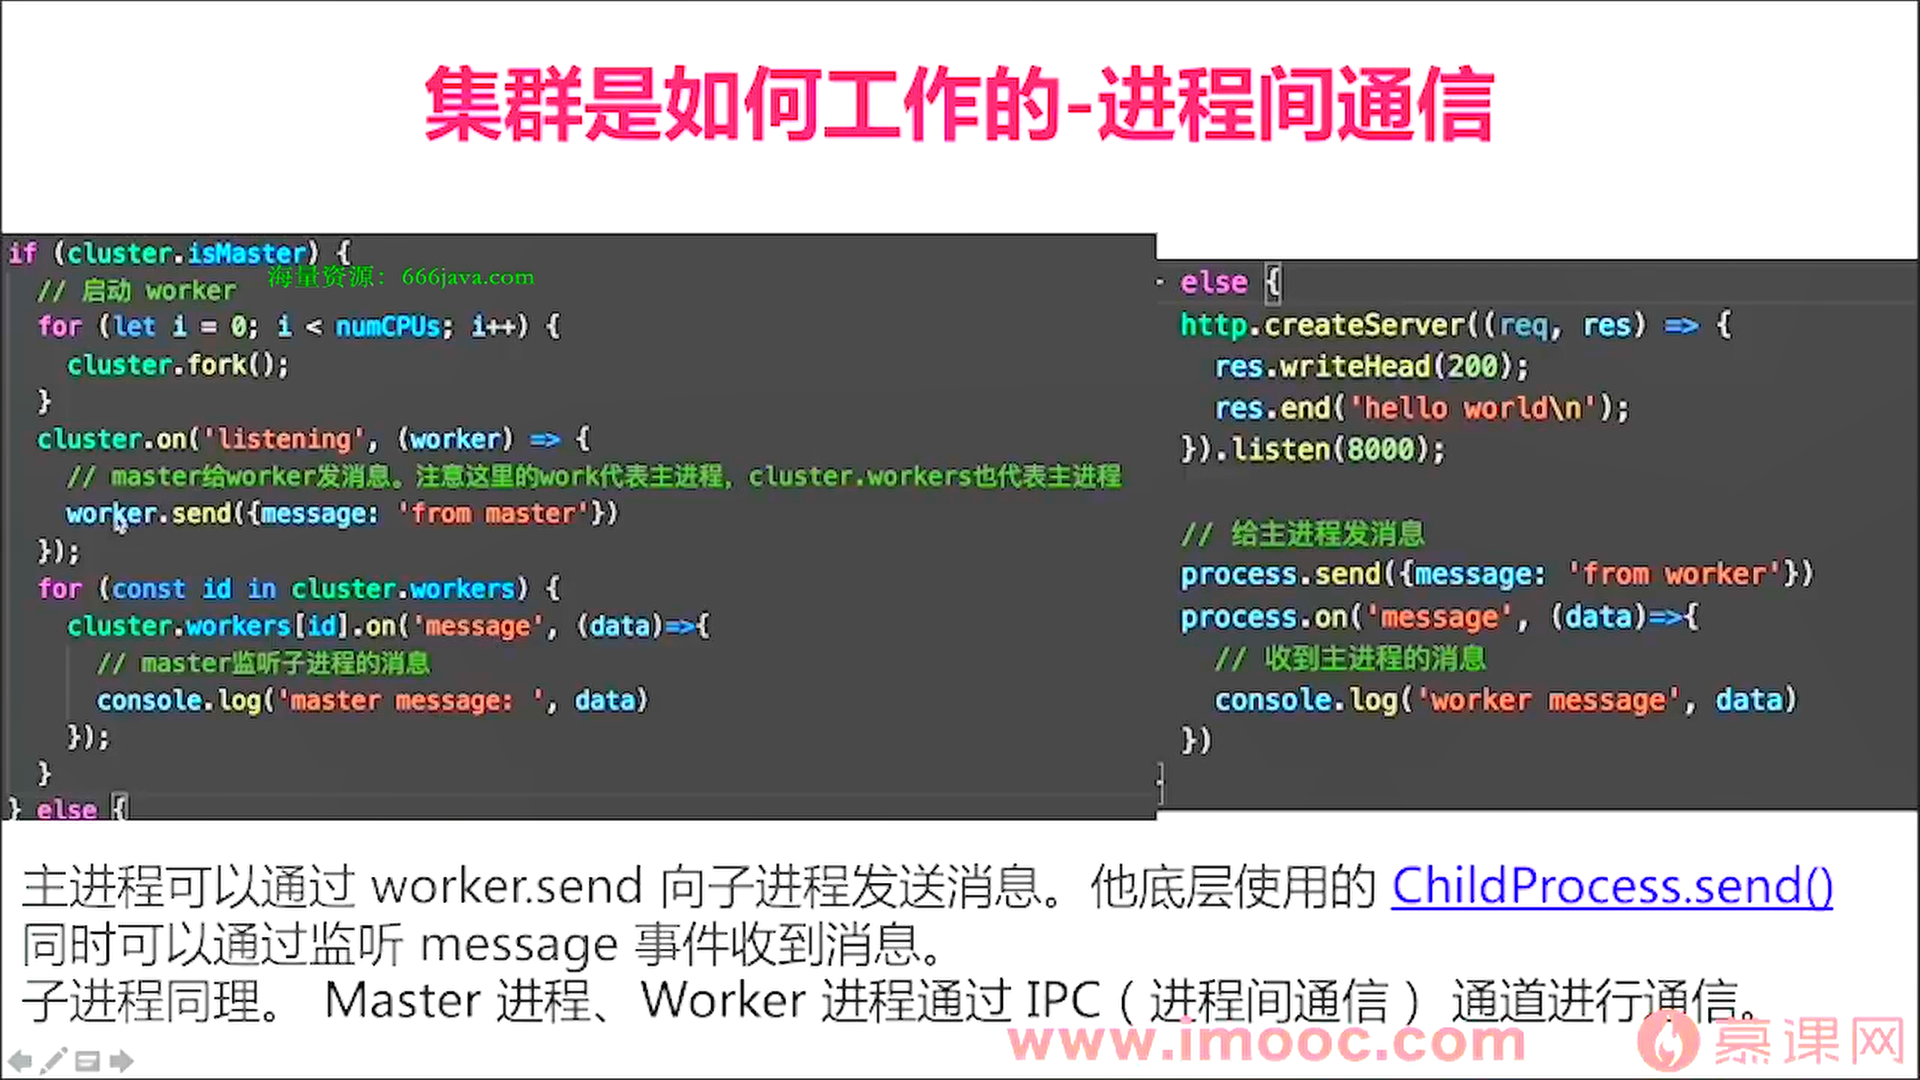 集群是如何工作的-进程间通信
if (cluster.isMaster) {
海量资源：666java.com
// 启动 worker
for (let i = 0; i < numCPUs; i++) {
cluster.fork();
}
cluster.on('listening', (worker) => {
// master给worker发消息。注意这里的work代表主进程，cluster.workers也代表主进程
worker.send({message: 'from master'})
});
for (const id in cluster.workers) {
cluster.workers[id].on('message', (data)=>{
// master监听子进程的消息
console.log('master message: ', data)
});
}
} else {
else {
http.createServer((req, res) => {
res.writeHead(200);
res.end('hello world\n');
}).listen(8000);
// 给主进程发消息
process.send({message: 'from worker'})
process.on('message', (data)=>{
// 收到主进程的消息
console.log('worker message', data)
})
}
主进程可以通过 worker.send 向子进程发送消息。他底层使用的 ChildProcess.send()
同时可以通过监听 message 事件收到消息。
子进程同理。 Master 进程、Worker 进程通过 IPC（进程间通信） 通道进行通信。
www.imooc.com
慕课网